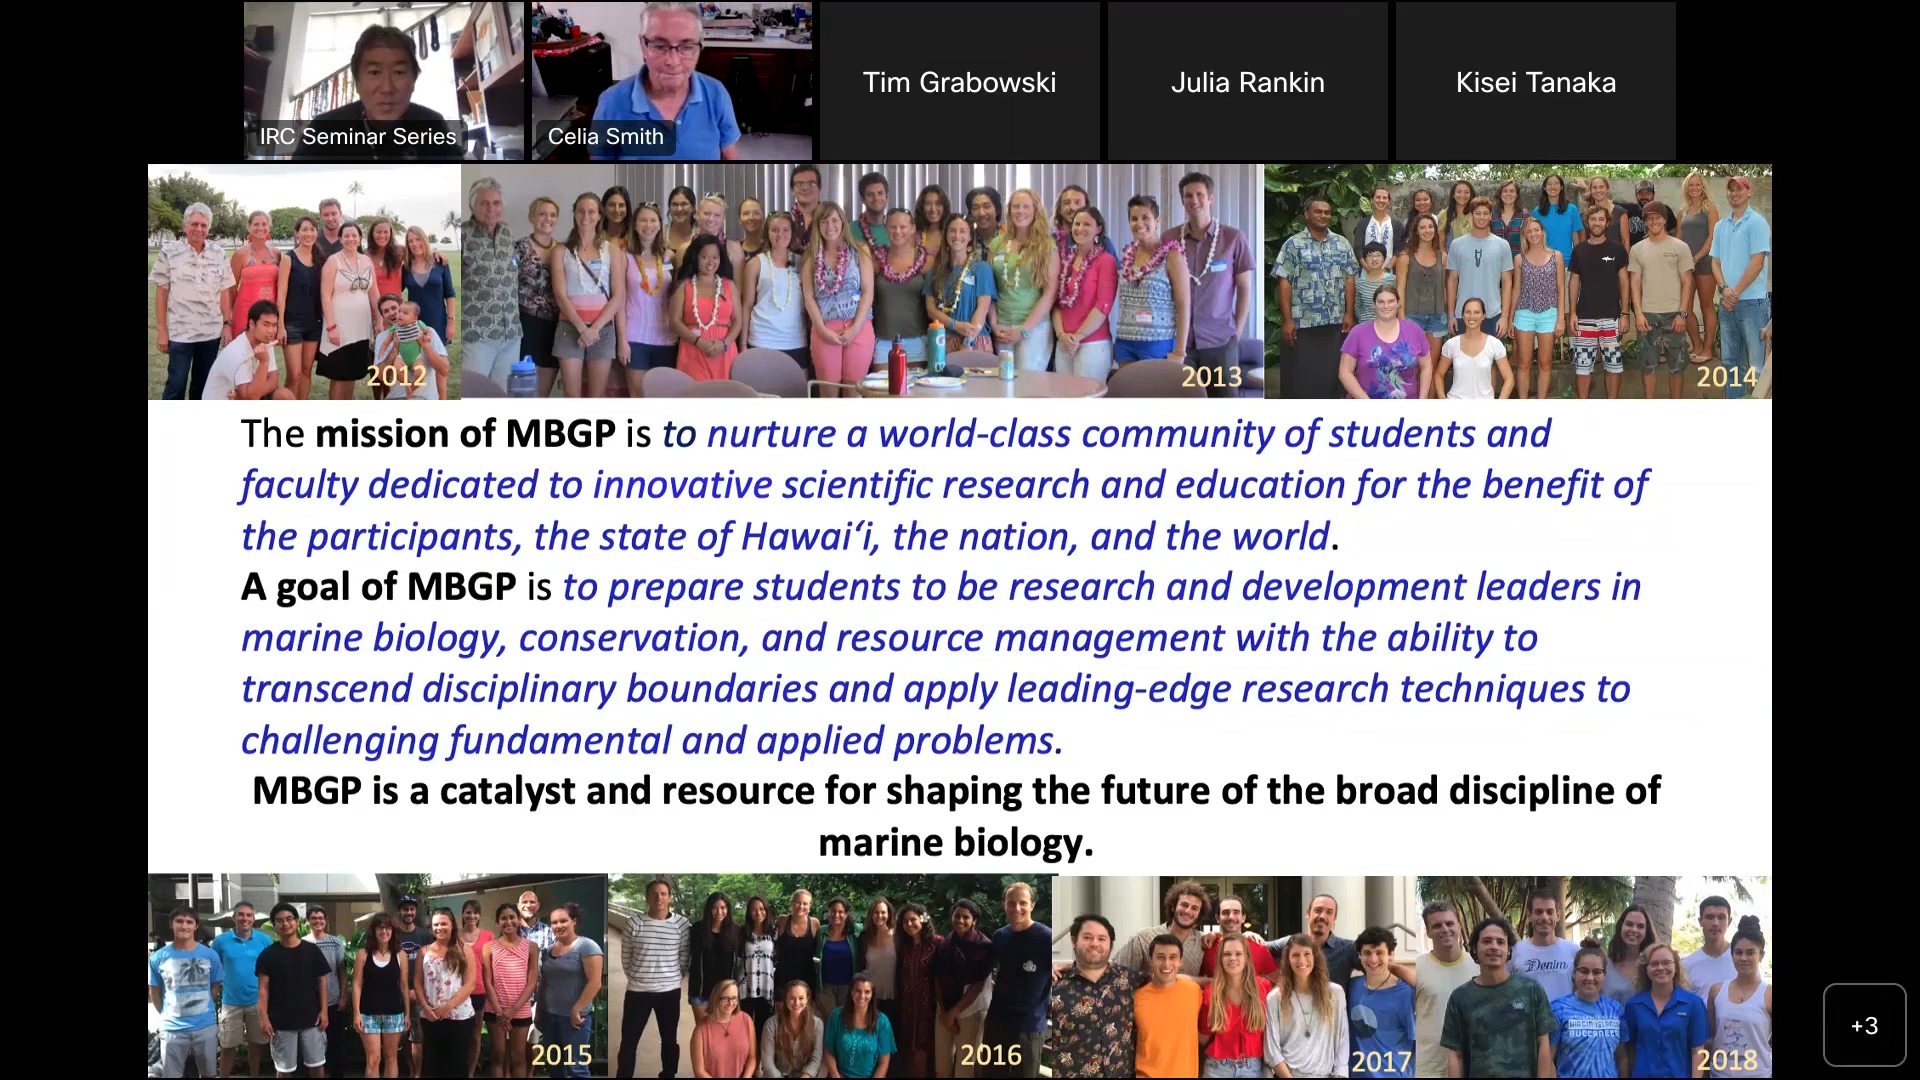 IRC Seminar Series
Celia Smith
Tim Grabowski
Julia Rankin
Kisei Tanaka
2012
2013
2014
The mission of MBGP is to nurture a world-class community of students and
faculty dedicated to innovative scientific research and education for the benefit of
the participants, the state of Hawaiʻi, the nation, and the world.
A goal of MBGP is to prepare students to be research and development leaders in
marine biology, conservation, and resource management with the ability to
transcend disciplinary boundaries and apply leading-edge research techniques to
challenging fundamental and applied problems.
MBGP is a catalyst and resource for shaping the future of the broad discipline of
marine biology.
Denim
BUCCANEERS
2015
2016
2017
2018
+3